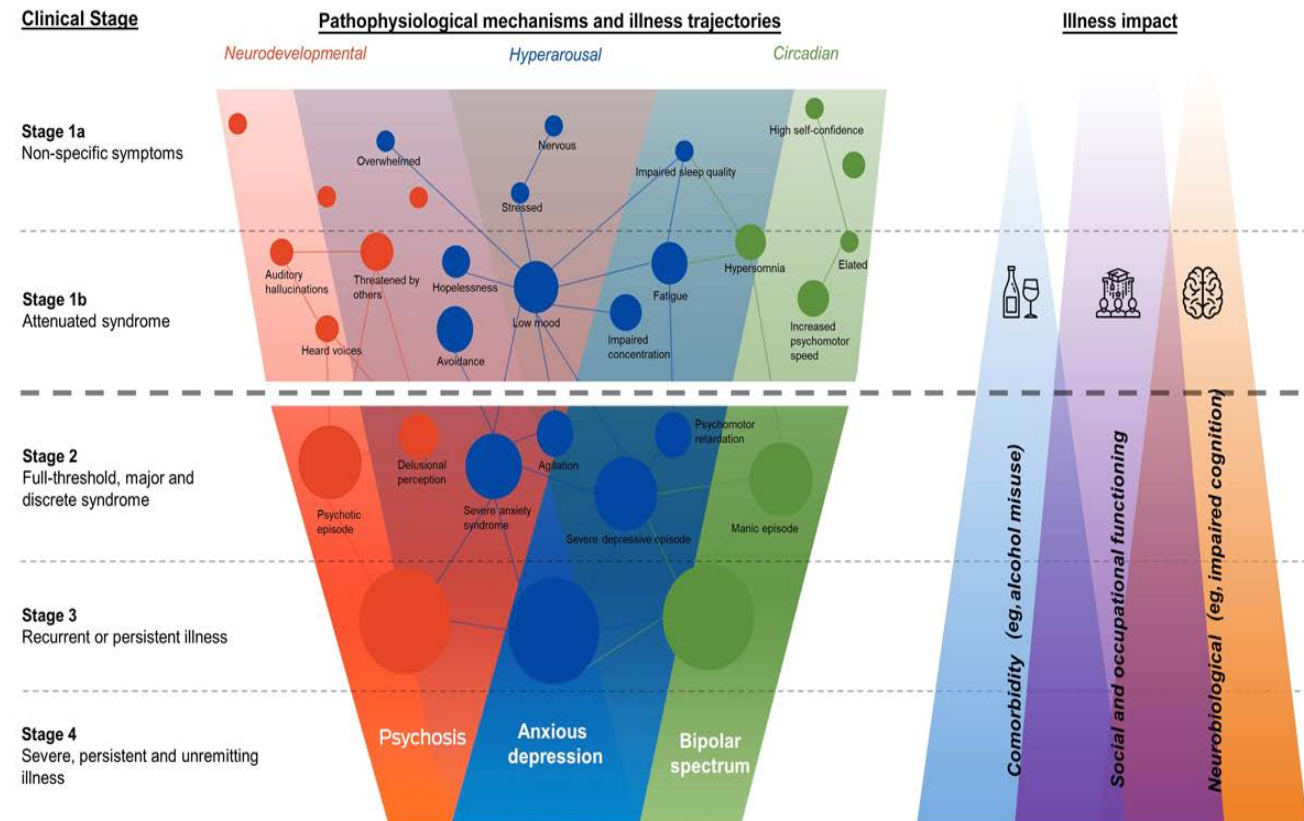 Clinical Stage
Pathophysiological mechanisms and illness trajectories
Illness impact
Neurodevelopmental
Hyperarousal
Circadian
Stage 1a
Non-specific symptoms
High self-confidence
Overwhelmed
Nervous
Impaired sleep quality
Stressed
Stage 1b
Attenuated syndrome
Auditory
hallucinations
Threatened by
others
Hopelessness
Low mood
Fatigue
Hypersomnia
Elated
Heard voices
Avoidance
Impaired
concentration
Increased
psychomotor
speed
Stage 2
Full-threshold, major and
discrete syndrome
Psychotic
episode
Delusional
perception
Severe anxiety
syndrome
Agitation
Psychomotor
retardation
Severe depressive episode
Manic episode
Stage 3
Recurrent or persistent illness
Stage 4
Severe, persistent and unremitting
illness
Psychosis
Anxious
depression
Bipolar
spectrum
Comorbidity (eg, alcohol misuse)
Social and occupational functioning
Neurobiological (eg, impaired cognition)